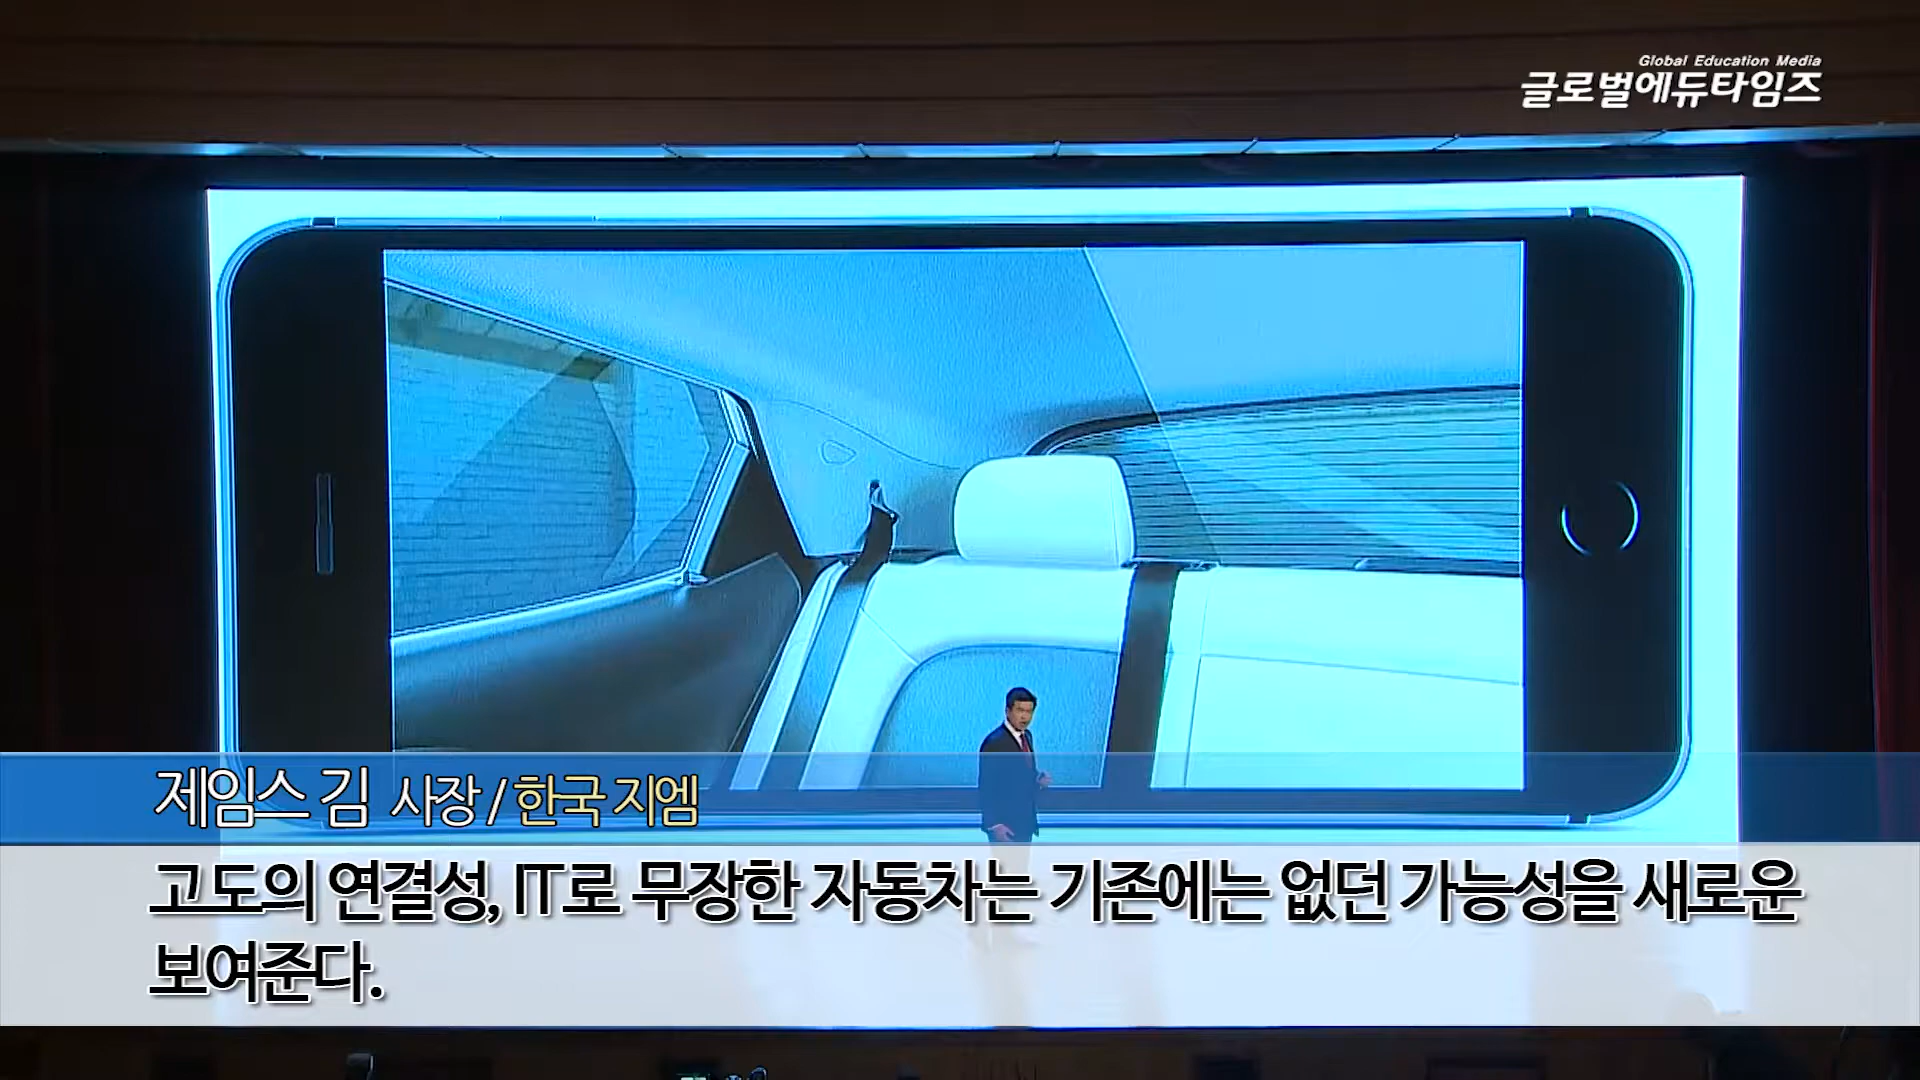 Global Education Media
글로벌에듀타임즈
제임스 김 사장 / 한국 지엠
고도의 연결성, IT로 무장한 자동차는 기존에는 없던 가능성을 새로운
보여준다.